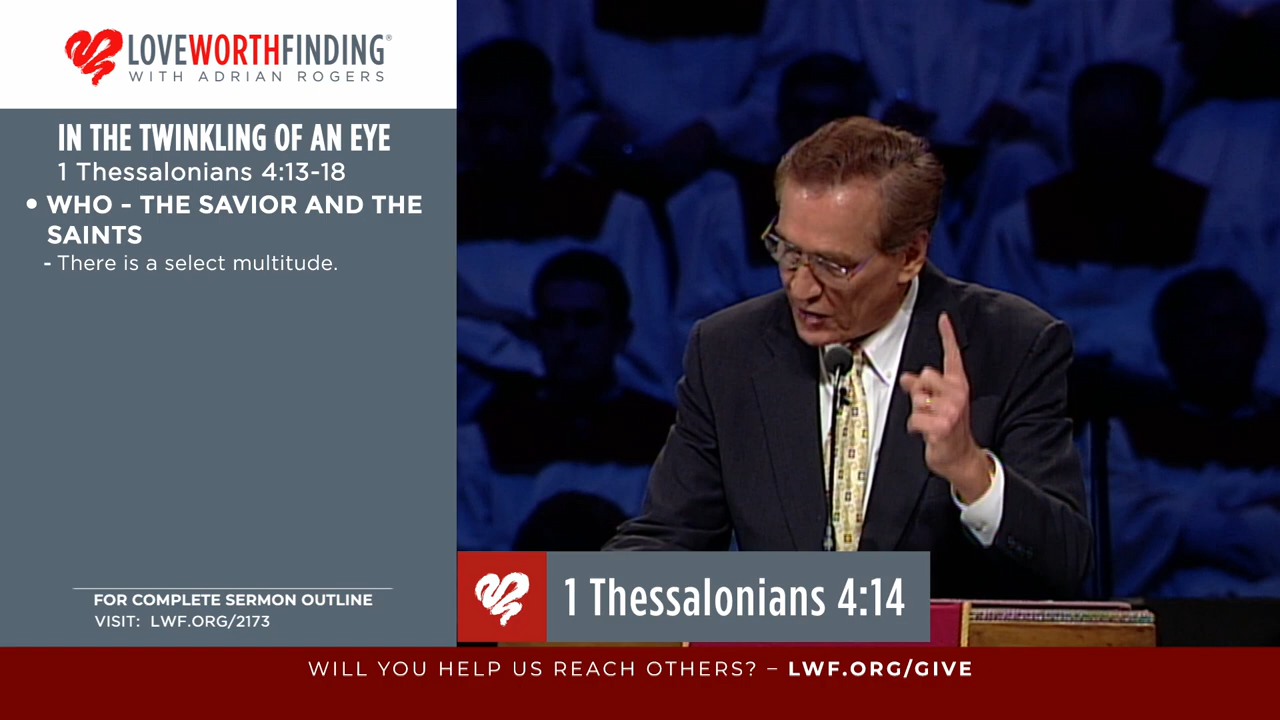 LOVEWORTHFINDING®
WITH ADRIAN ROGERS
IN THE TWINKLING OF AN EYE
1 Thessalonians 4:13-18
• WHO - THE SAVIOR AND THE
SAINTS
- There is a select multitude.
FOR COMPLETE SERMON OUTLINE
VISIT: LWF.ORG/2173
1 Thessalonians 4:14
WILL YOU HELP US REACH OTHERS? – LWF.ORG/GIVE